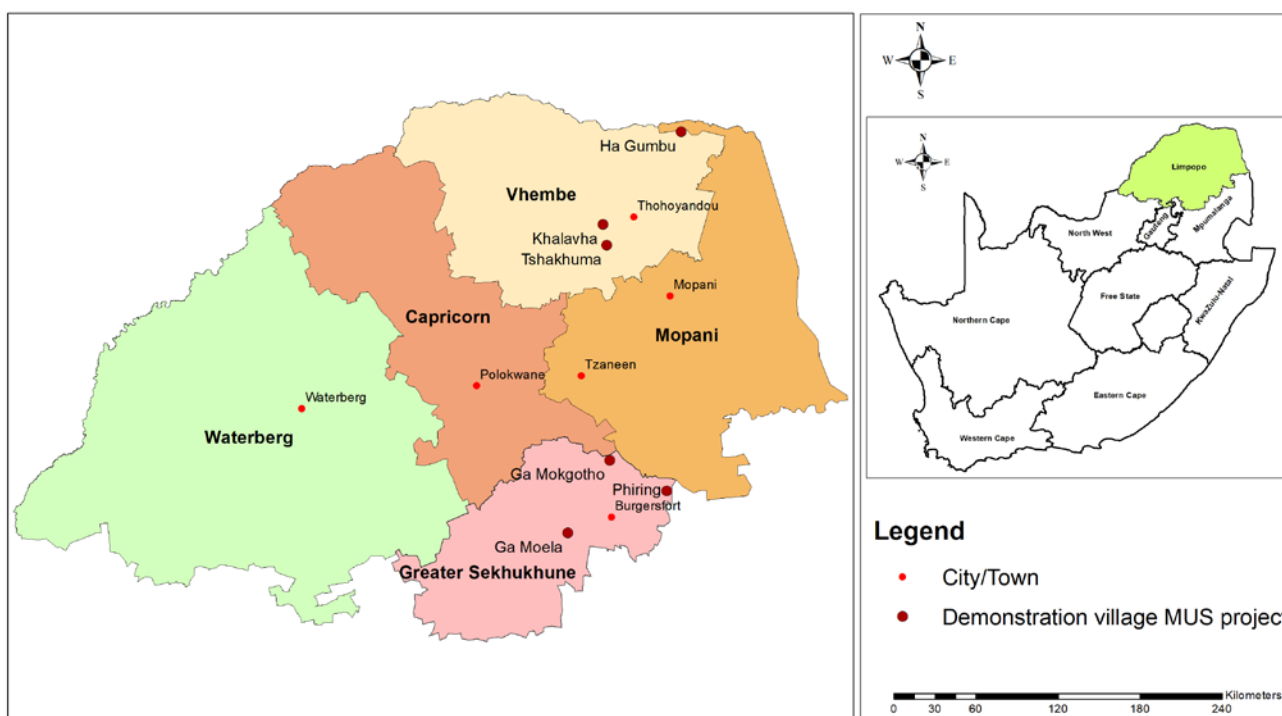 Ha Gumbu
Vhembe
Thohoyandou
Khalavha
Tshakhuma
Mopani
Capricorn
Mopani
Tzaneen
Polokwane
Waterberg
Waterberg
Ga Mokgotho
Phiring
Burgersfort
Ga Moela
Greater Sekhukhune
N
W E
S
N
W E
S
Limpopo
North West
Gauteng
Mpumalanga
Free State
KwaZulu-Natal
Northern Cape
Eastern Cape
Western Cape
Legend
City/Town
Demonstration village MUS project
Kilometers
0 30 60 120 180 240